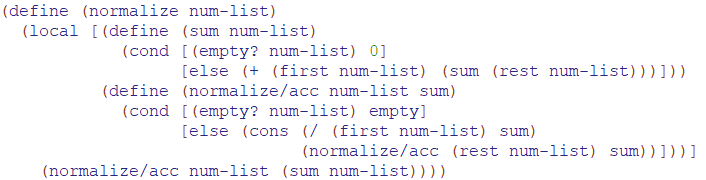 (define (normalize num-list)
  (local [(define (sum num-list)
            (cond [(empty? num-list) 0]
                  [else (+ (first num-list) (sum (rest num-list)))]))
          (define (normalize/acc num-list sum)
            (cond [(empty? num-list) empty]
                  [else (cons (/ (first num-list) sum)
                              (normalize/acc (rest num-list) sum))]))]
    (normalize/acc num-list (sum num-list))))